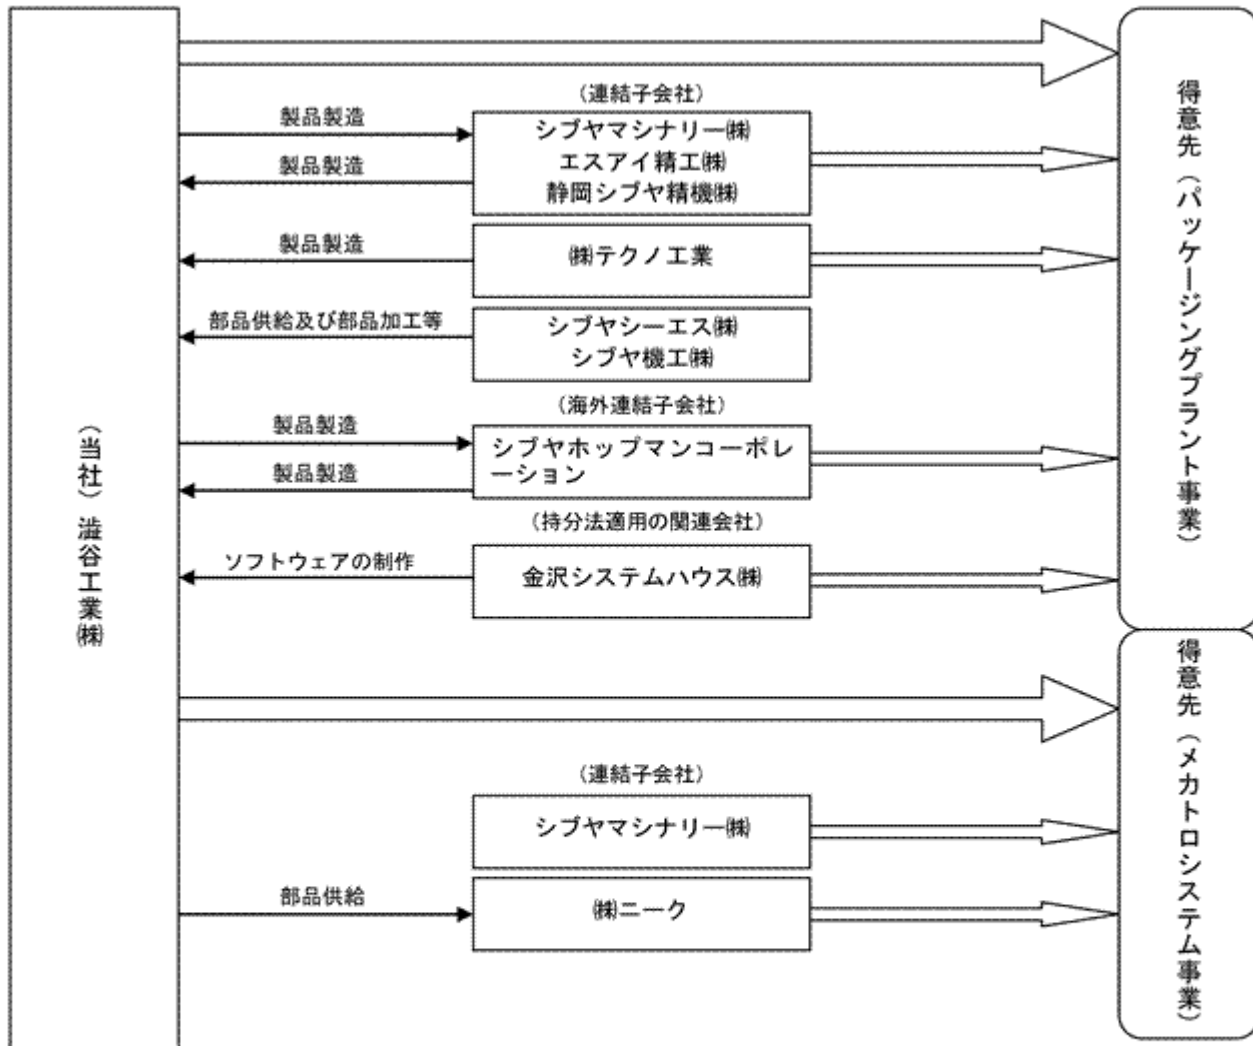 (当社)澁谷工業㈱
(連結子会社)
製品製造
製品製造
シブヤマシナリー㈱
エスアイ精工㈱
静岡シブヤ精機㈱
製品製造
㈱テクノ工業
部品供給及び部品加工等
シブヤシーエス㈱
シブヤ機工㈱
(海外連結子会社)
製品製造
製品製造
シブヤホップマンコーポレ
ーション
(持分法適用の関連会社)
ソフトウェアの制作
金沢システムハウス㈱
得意先(パッケージングプラント事業)
(連結子会社)
シブヤマシナリー㈱
部品供給
㈱ニーク
得意先(メカトロシステム事業)